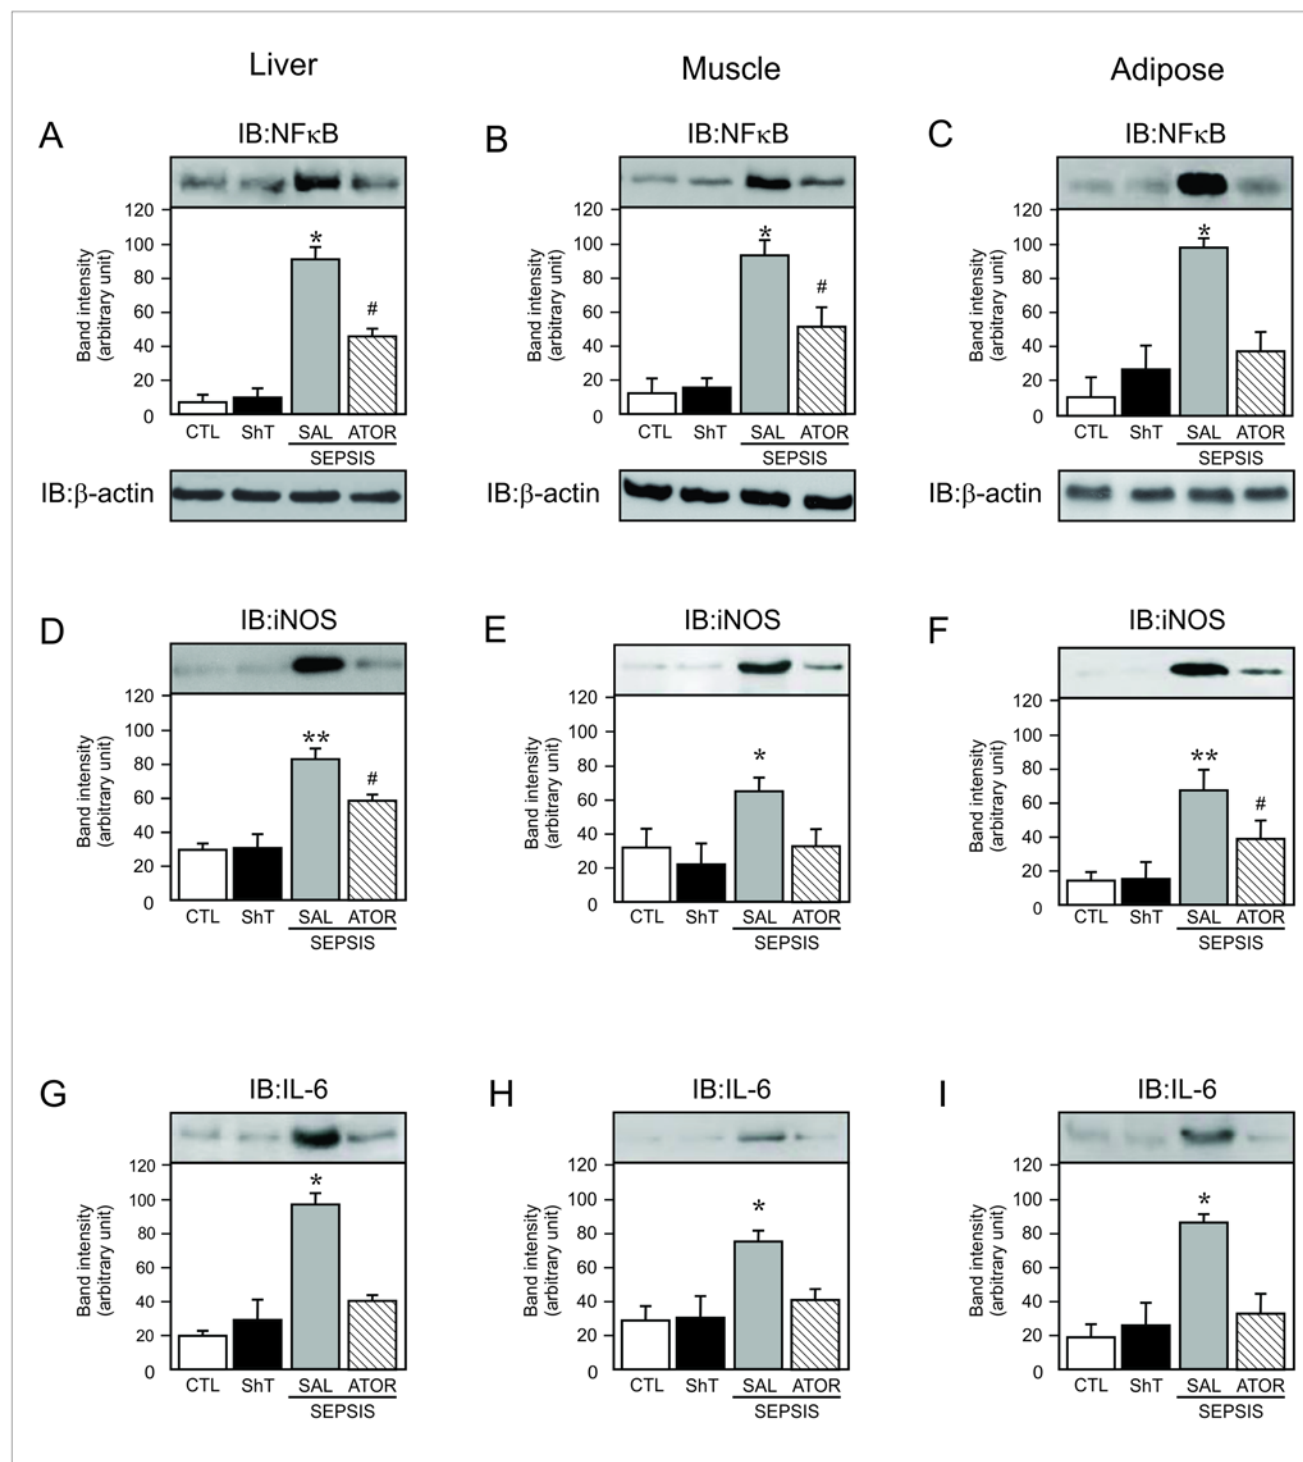 Liver
Muscle
Adipose
A
IB:NFκB
120
100
80
60
40
20
0
Band intensity
(arbitrary unit)
*
#
CTL ShT SAL ATOR
SEPSIS
IB:β-actin
B
IB:NFκB
120
100
80
60
40
20
0
Band intensity
(arbitrary unit)
*
#
CTL ShT SAL ATOR
SEPSIS
IB:β-actin
C
IB:NFκB
120
100
80
60
40
20
0
Band intensity
(arbitrary unit)
*
CTL ShT SAL ATOR
SEPSIS
IB:β-actin
D
IB:iNOS
120
100
80
60
40
20
0
Band intensity
(arbitrary unit)
**
#
CTL ShT SAL ATOR
SEPSIS
E
IB:iNOS
120
100
80
60
40
20
0
Band intensity
(arbitrary unit)
*
CTL ShT SAL ATOR
SEPSIS
F
IB:iNOS
120
100
80
60
40
20
0
Band intensity
(arbitrary unit)
**
#
CTL ShT SAL ATOR
SEPSIS
G
IB:IL-6
120
100
80
60
40
20
0
Band intensity
(arbitrary unit)
*
CTL ShT SAL ATOR
SEPSIS
H
IB:IL-6
120
100
80
60
40
20
0
Band intensity
(arbitrary unit)
*
CTL ShT SAL ATOR
SEPSIS
I
IB:IL-6
120
100
80
60
40
20
0
Band intensity
(arbitrary unit)
*
CTL ShT SAL ATOR
SEPSIS